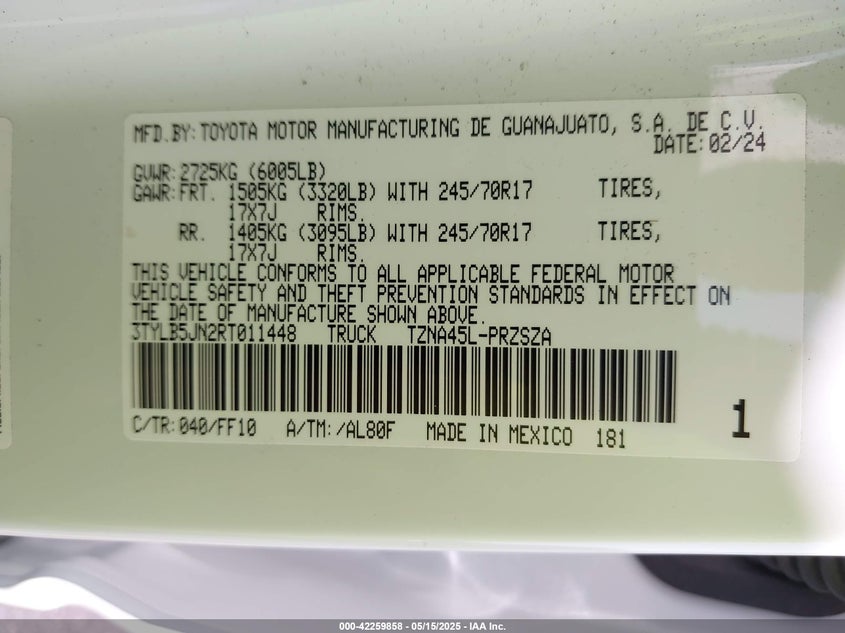 MFD.BY:TOYOTA MOTOR MANUFACTURING DE GUANAJUATO, S.A. DE C.V.
DATE:02/24
GVWR:2725KG (6005LB)
GAWR:FRT. 1505KG (3320LB) WITH 245/70R17 TIRES,
17X7J RIMS.
RR. 1405KG (3095LB) WITH 245/70R17 TIRES,
17X7J RIMS.
THIS VEHICLE CONFORMS TO ALL APPLICABLE FEDERAL MOTOR
VEHICLE SAFETY AND THEFT PREVENTION STANDARDS IN EFFECT ON
THE DATE OF MANUFACTURE SHOWN ABOVE.
3TYLB5JN2RT011448 TRUCK TZNA45L-PRZSZA
C/TR:040/FF10 A/TM:/AL80F MADE IN MEXICO 181
1
000-42259858 - 05/15/2025 - IAA Inc.